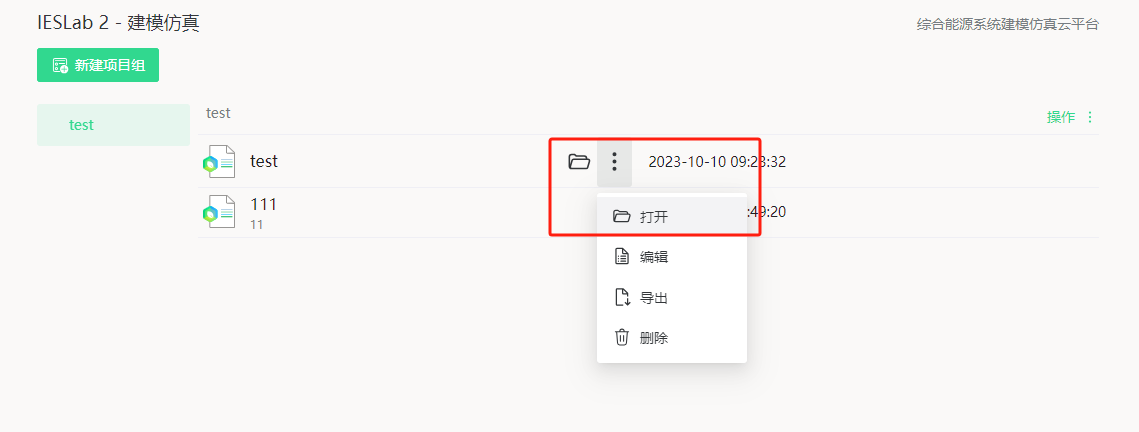 IESLab 2 - 建模仿真
综合能源系统建模仿真云平台
新建项目组
test
test
操作
test
2023-10-10 09:23:32
111
:49:20
11
打开
编辑
导出
删除